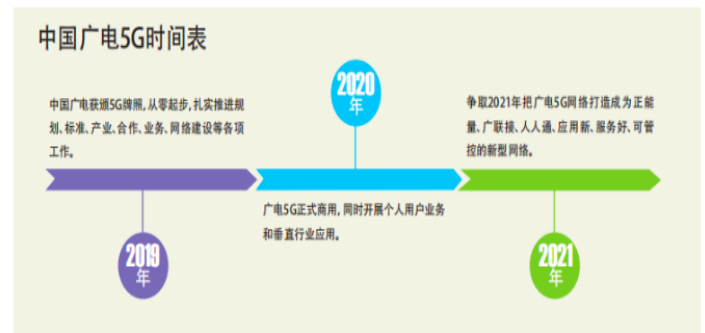 中国广电5G时间表
中国广电获颁5G牌照,从零起步,扎实推进规
划、标准、产业、合作、业务、网络建设等各项
工作。
2019
年
2020
年
广电5G正式商用,同时开展个人用户业务
和垂直行业应用。
争取2021年把广电5G网络打造成为正能
量、广联接、人人通、应用新、服务好、可管
控的新型网络。
2021
年